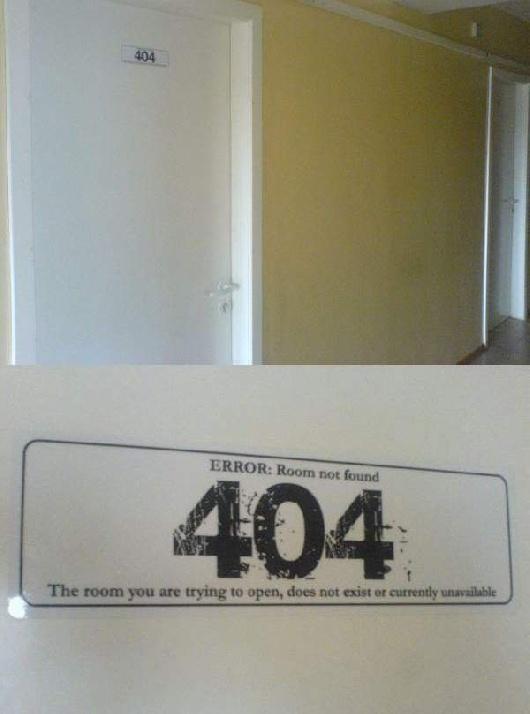 404
ERROR: Room not found
404
The room you are trying to open, does not exist or currently unavailable